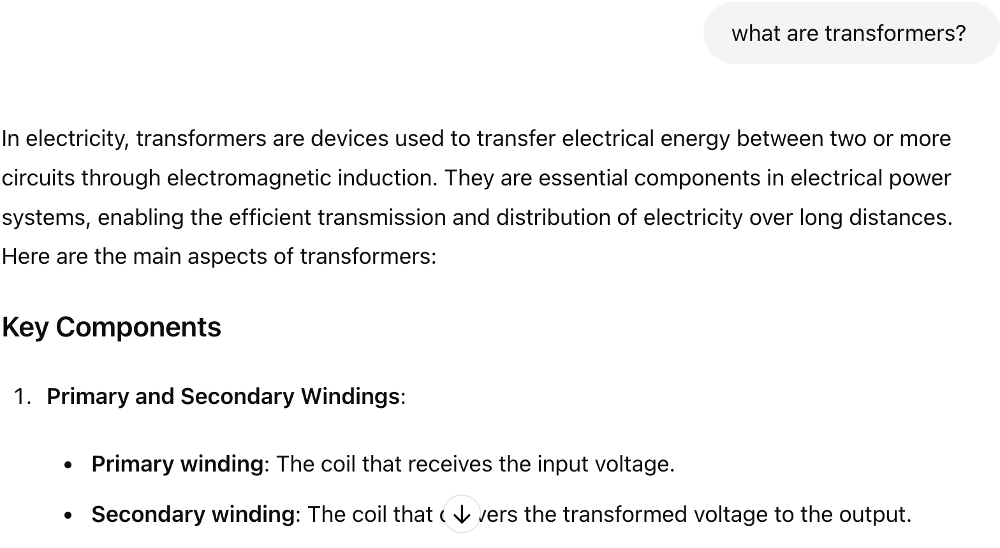 what are transformers?
In electricity, transformers are devices used to transfer electrical energy between two or more
circuits through electromagnetic induction. They are essential components in electrical power
systems, enabling the efficient transmission and distribution of electricity over long distances.
Here are the main aspects of transformers:
Key Components
1. Primary and Secondary Windings:
• Primary winding: The coil that receives the input voltage.
• Secondary winding: The coil that the transformed voltage to the output.